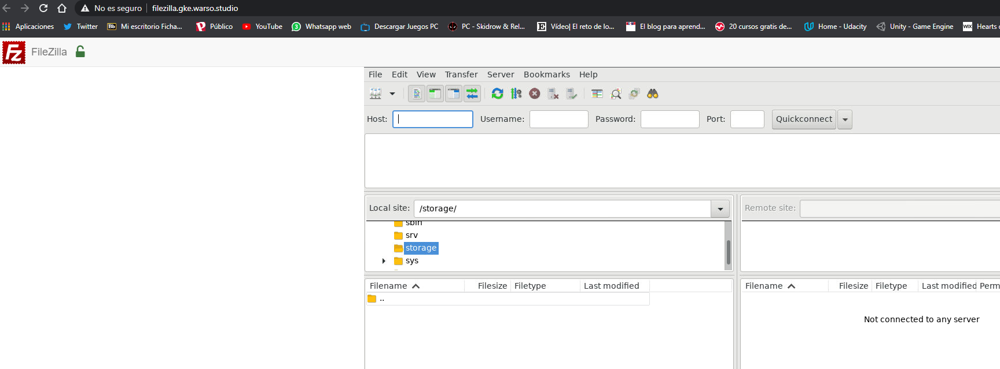 No es seguro filezilla.gke.warso.studio
Aplicaciones Twitter Bb Mi escritorio Ficha... Público YouTube 3 Whatsapp web Descargar Juegos PC PC - Skidrow & Rel... E Vídeo| El reto de lo... El blog para aprend... 20 cursos gratis de... Home - Udacity Unity - Game Engine WIX Hearts
Fz FileZilla
File Edit View Transfer Server Bookmarks Help
Host: Username: Password: Port: Quickconnect
Local site: /storage/ Remote site:
sbin
srv
storage
sys
Filename Filesize Filetype Last modified Filename Filesize Filetype Last modified Perm
..
Not connected to any server